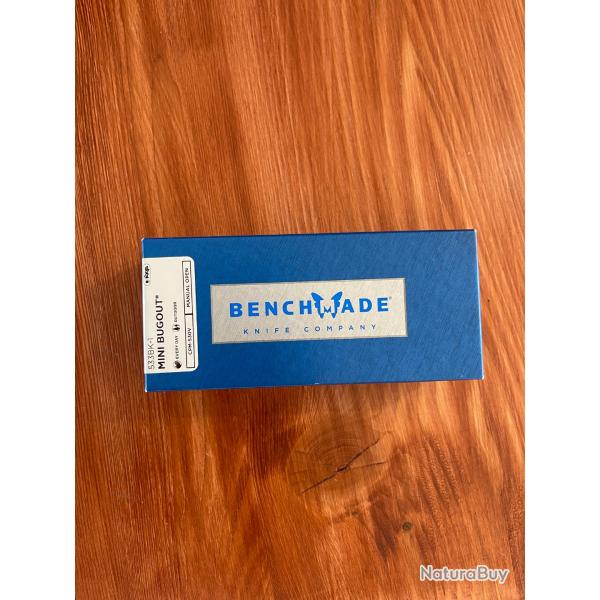 BENCHMADE®
KNIFE COMPANY
533BK-1
MINI BUGOUT®
EVERY DAY OUTDOOR
CPM-S30V MANUAL OPEN
NaturaBuy